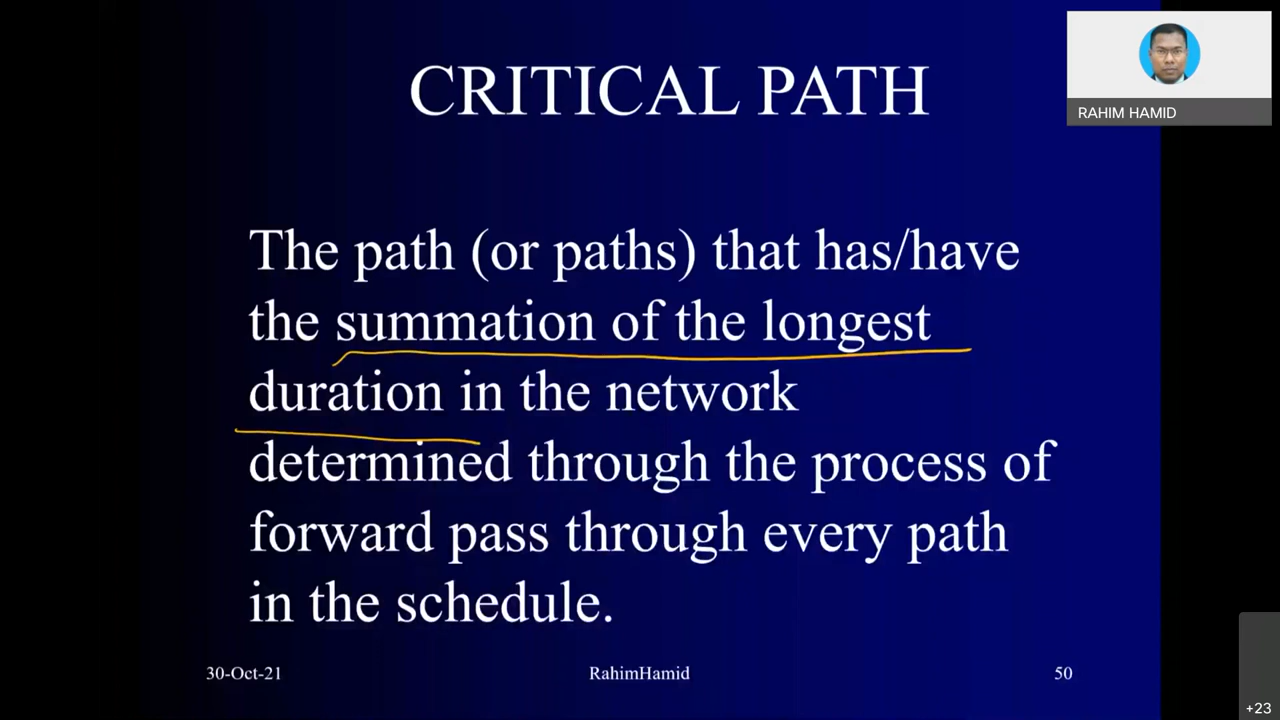 CRITICAL PATH
RAHIM HAMID
The path (or paths) that has/have
the summation of the longest
duration in the network
determined through the process of
forward pass through every path
in the schedule.
30-Oct-21
RahimHamid
50
+23